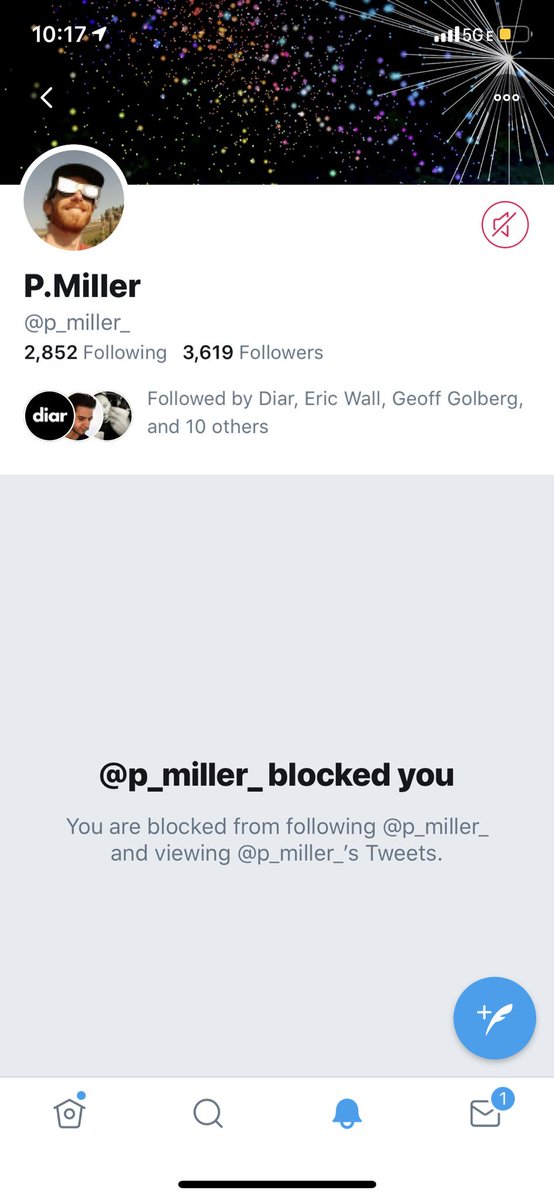 10:17 5GE
P.Miller
@p_miller_
2,852 Following 3,619 Followers
diar
Followed by Diar, Eric Wall, Geoff Golberg,
and 10 others
@p_miller_ blocked you
You are blocked from following @p_miller_
and viewing @p_miller_’s Tweets.
1